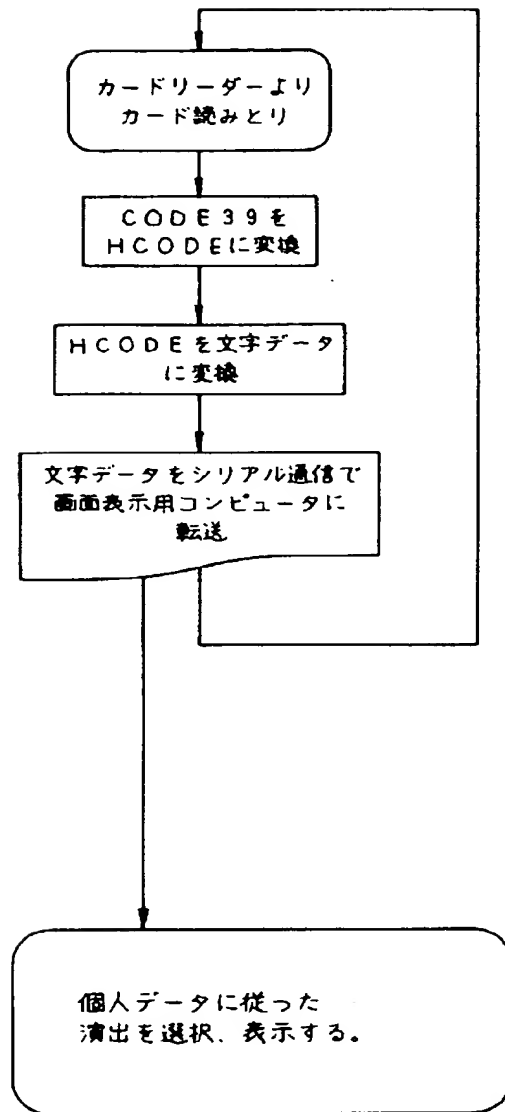 カードリーダーより
カード読みとり
CODE39を
HCODEに変換
HCODEを文字データ
に変換
文字データをシリアル通信で
画面表示用コンピュータに
転送
個人データに従った
演出を選択、表示する。